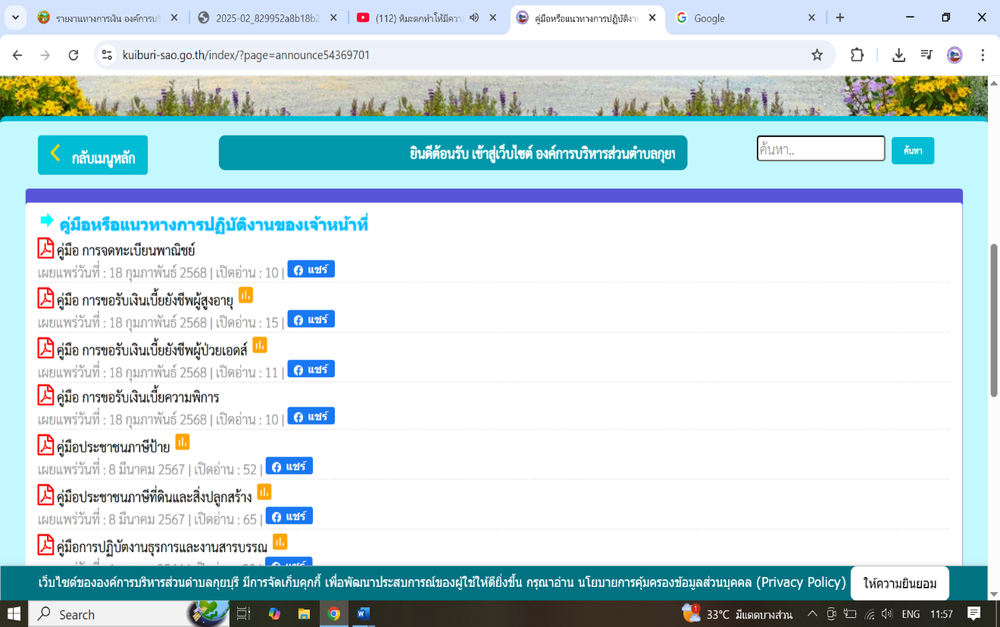 รายงานทางการเงิน องค์การบริ
2025-02_829952a8b18b2
(112) หิมะตกทำให้มีความ
คู่มือหรือแนวทางการปฏิบัติงาน
Google
kuiburi-sao.go.th/index/?page=announce54369701
กลับเมนูหลัก
ยินดีต้อนรับ เข้าสู่เว็บไซต์ องค์การบริหารส่วนตำบลกุยบ
ค้นหา..
ค้นหา
คู่มือหรือแนวทางการปฏิบัติงานของเจ้าหน้าที่
คู่มือ การจดทะเบียนพาณิชย์
เผยแพร่วันที่ : 18 กุมภาพันธ์ 2568 | เปิดอ่าน : 10 | แชร์
คู่มือ การขอรับเงินเบี้ยยังชีพผู้สูงอายุ
เผยแพร่วันที่ : 18 กุมภาพันธ์ 2568 | เปิดอ่าน : 15 | แชร์
คู่มือ การขอรับเงินเบี้ยยังชีพผู้ป่วยเอดส์
เผยแพร่วันที่ : 18 กุมภาพันธ์ 2568 | เปิดอ่าน : 11 | แชร์
คู่มือ การขอรับเงินเบี้ยความพิการ
เผยแพร่วันที่ : 18 กุมภาพันธ์ 2568 | เปิดอ่าน : 10 | แชร์
คู่มือประชาชนภาษีป้าย
เผยแพร่วันที่ : 8 มีนาคม 2567 | เปิดอ่าน : 52 | แชร์
คู่มือประชาชนภาษีที่ดินและสิ่งปลูกสร้าง
เผยแพร่วันที่ : 8 มีนาคม 2567 | เปิดอ่าน : 65 | แชร์
คู่มือการปฏิบัตงานธุรการและงานสารบรรณ
เว็บไซต์ขององค์การบริหารส่วนตำบลกุยบุรี มีการจัดเก็บคุกกี้ เพื่อพัฒนาประสบการณ์ของผู้ใช้ให้ดียิ่งขึ้น กรุณาอ่าน นโยบายการคุ้มครองข้อมูลส่วนบุคคล (Privacy Policy) ให้ความยินยอม
Search
1
33°C มีแดดบางส่วน
ENG
11:57